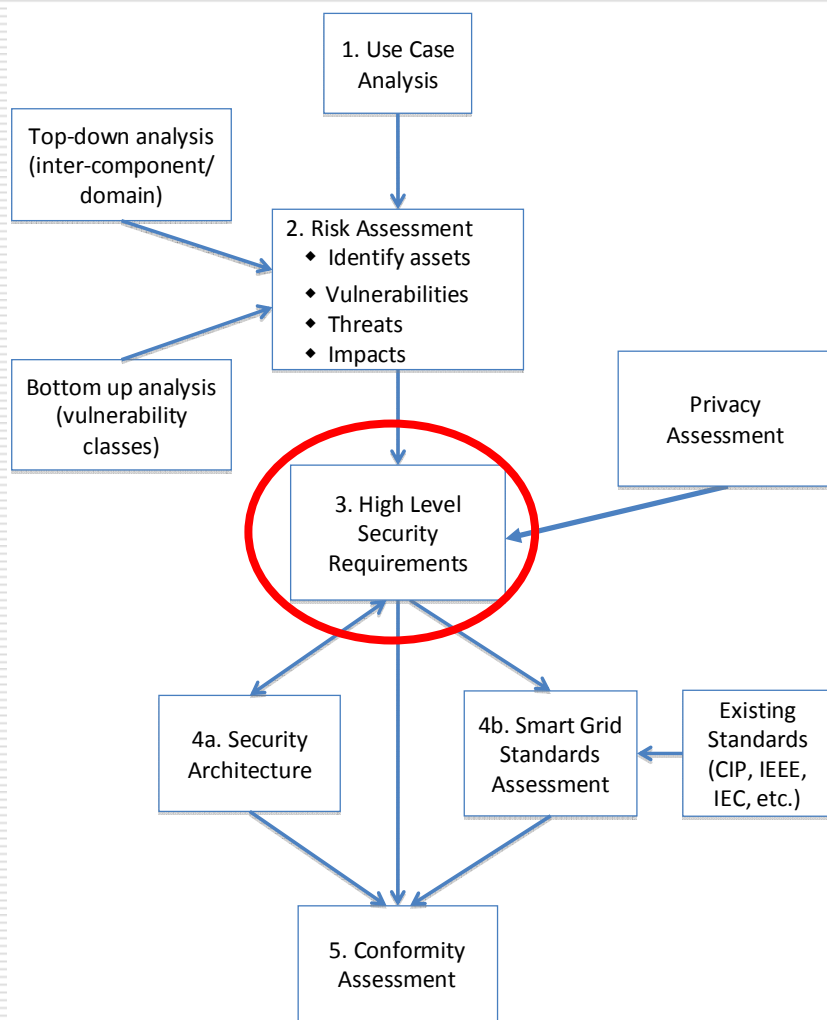 1. Use Case
Analysis
Top-down analysis
(inter-component/
domain)
2. Risk Assessment
◆ Identify assets
◆ Vulnerabilities
◆ Threats
◆ Impacts
Bottom up analysis
(vulnerability
classes)
Privacy
Assessment
3. High Level
Security
Requirements
4a. Security
Architecture
4b. Smart Grid
Standards
Assessment
Existing
Standards
(CIP, IEEE,
IEC, etc.)
5. Conformity
Assessment